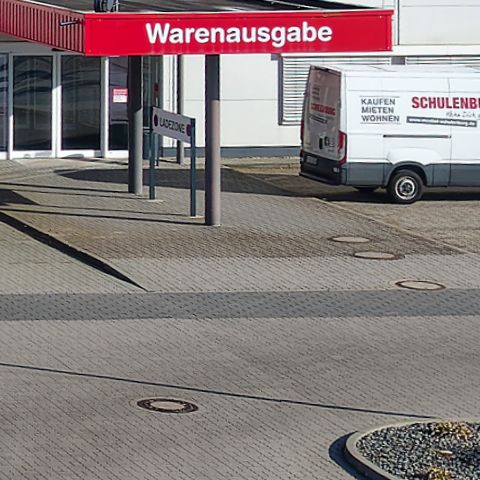 Warenausgabe
LADEZONE
KAUFEN
MIETEN
WOHNEN
SCHULENBU